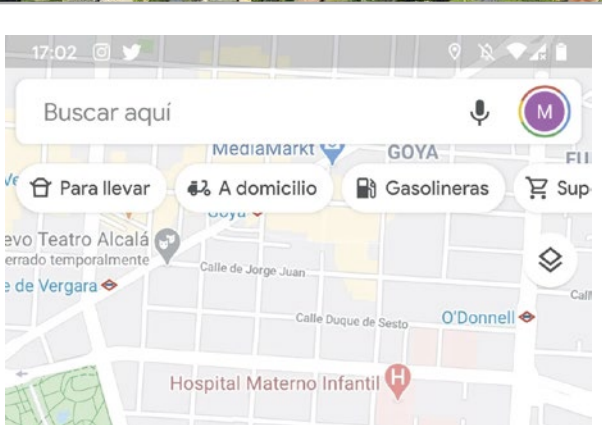 17:02
Buscar aquí
M
MediaMarkt
GOYA
Para llevar
A domicilio
Gasolineras
Sup
Goya
evo Teatro Alcalá
errado temporalmente
Calle de Jorge Juan
e de Vergara
O'Donnell
Calle Duque de Sesto
Hospital Materno Infantil
H